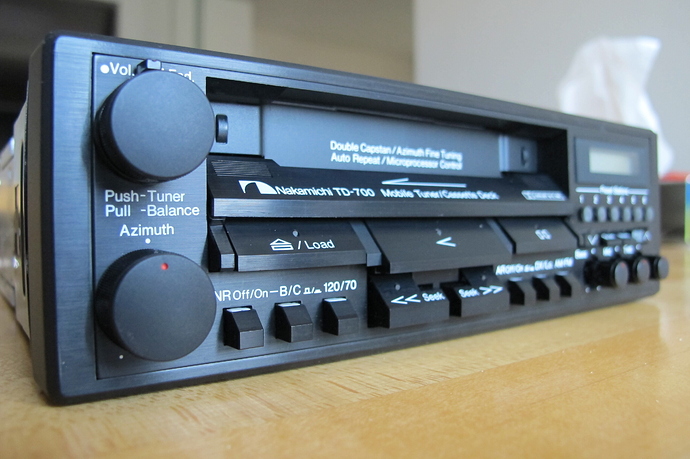 Vol.
Double Capstan / Azimuth Fine Tuning
Auto Repeat / Microprocessor Control
Nakamichi TD-700 Mobile Tuner/Cassette Deck
Push-Tuner
Pull -Balance
Azimuth
/ Load
<
NR Off/On – B/C 120/70
<< Seek
Seek >>